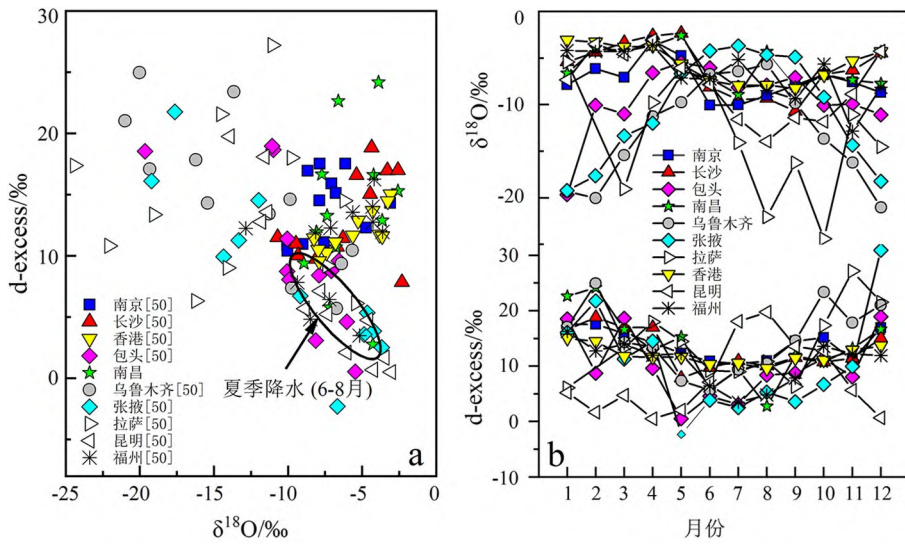 30
20
10
0
d-excess/‰
-25
-20
-15
-10
-5
0
δ¹⁸O/‰
南京[50]
长沙[50]
香港[50]
包头[50]
南昌
乌鲁木齐[50]
张掖[50]
拉萨[50]
昆明[50]
福州[50]
夏季降水 (6-8月)
a
b
0
-10
-20
δ¹⁸O/‰
南京
长沙
包头
南昌
乌鲁木齐
张掖
拉萨
香港
昆明
福州
30
20
10
0
-10
d-excess/‰
1 2 3 4 5 6 7 8 9 10 11 12
月份